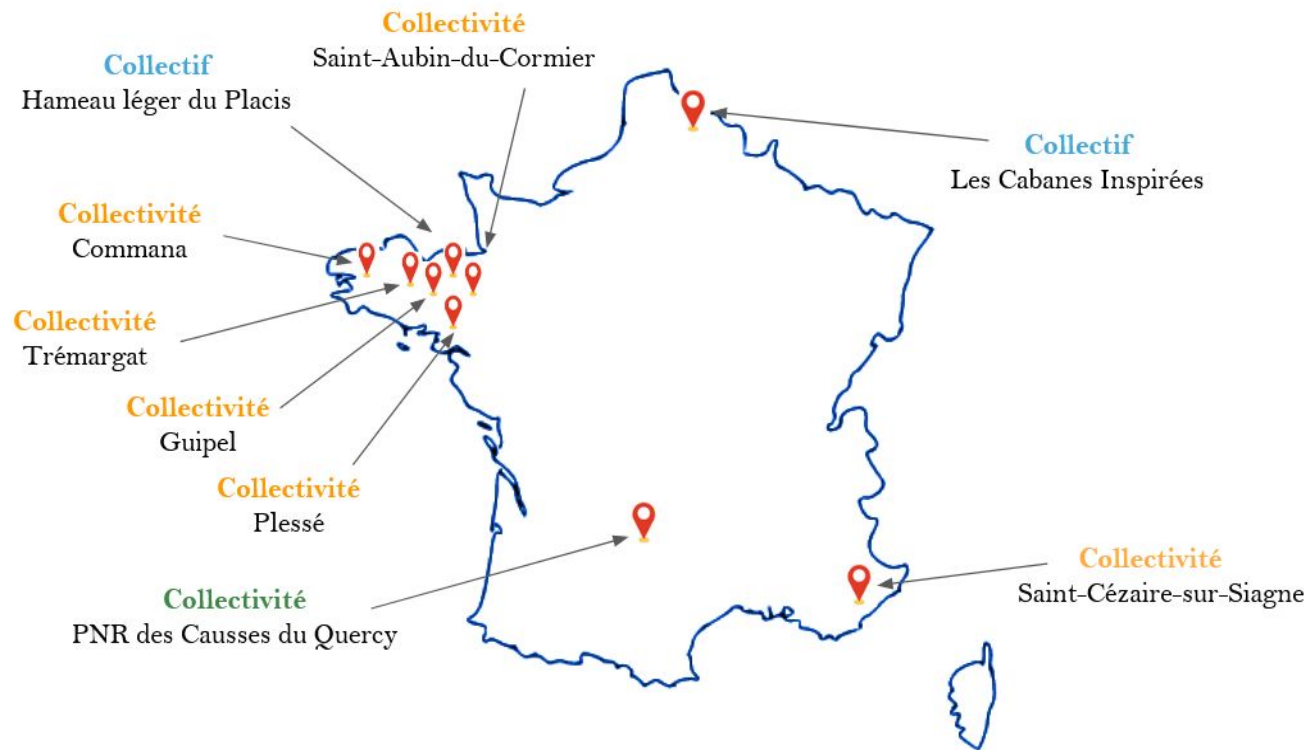 Collectivité
Saint-Aubin-du-Cormier
Collectif
Hameau léger du Placis
Collectif
Les Cabanes Inspirées
Collectivité
Commana
Collectivité
Trémargat
Collectivité
Guipel
Collectivité
Plessé
Collectivité
Saint-Cézaire-sur-Siagne
Collectivité
PNR des Causses du Quercy